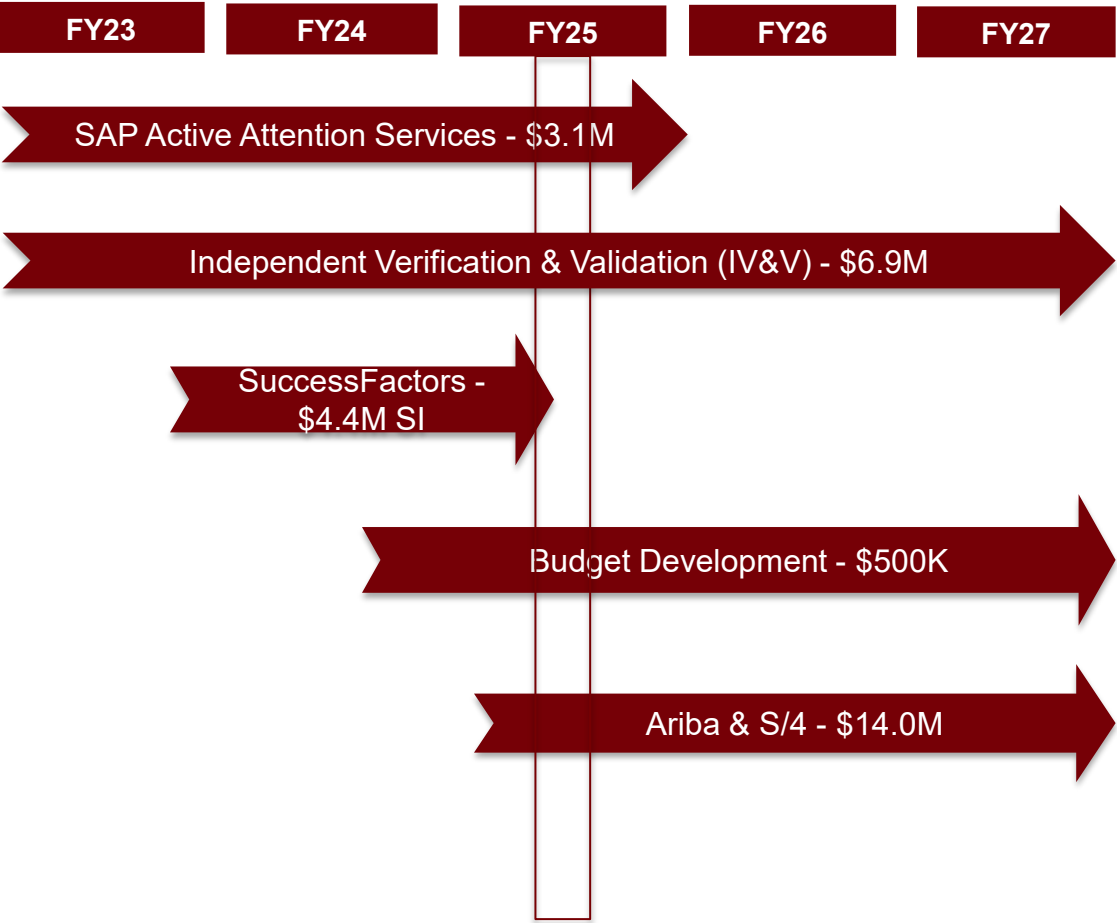 FY23
FY24
FY25
FY26
FY27
SAP Active Attention Services - $3.1M
Independent Verification & Validation (IV&V) - $6.9M
SuccessFactors -
$4.4M SI
Budget Development - $500K
Ariba & S/4 - $14.0M